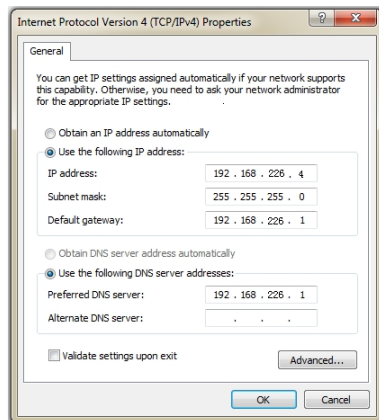 Internet Protocol Version 4 (TCP/IPv4) Properties
General
You can get IP settings assigned automatically if your network supports
this capability. Otherwise, you need to ask your network administrator
for the appropriate IP settings.
Obtain an IP address automatically
Use the following IP address:
IP address: 192 . 168 . 226 . 4
Subnet mask: 255 . 255 . 255 . 0
Default gateway: 192 . 168 . 226 . 1
Obtain DNS server address automatically
Use the following DNS server addresses:
Preferred DNS server: 192 . 168 . 226 . 1
Alternate DNS server: . . .
Validate settings upon exit
Advanced...
OK Cancel